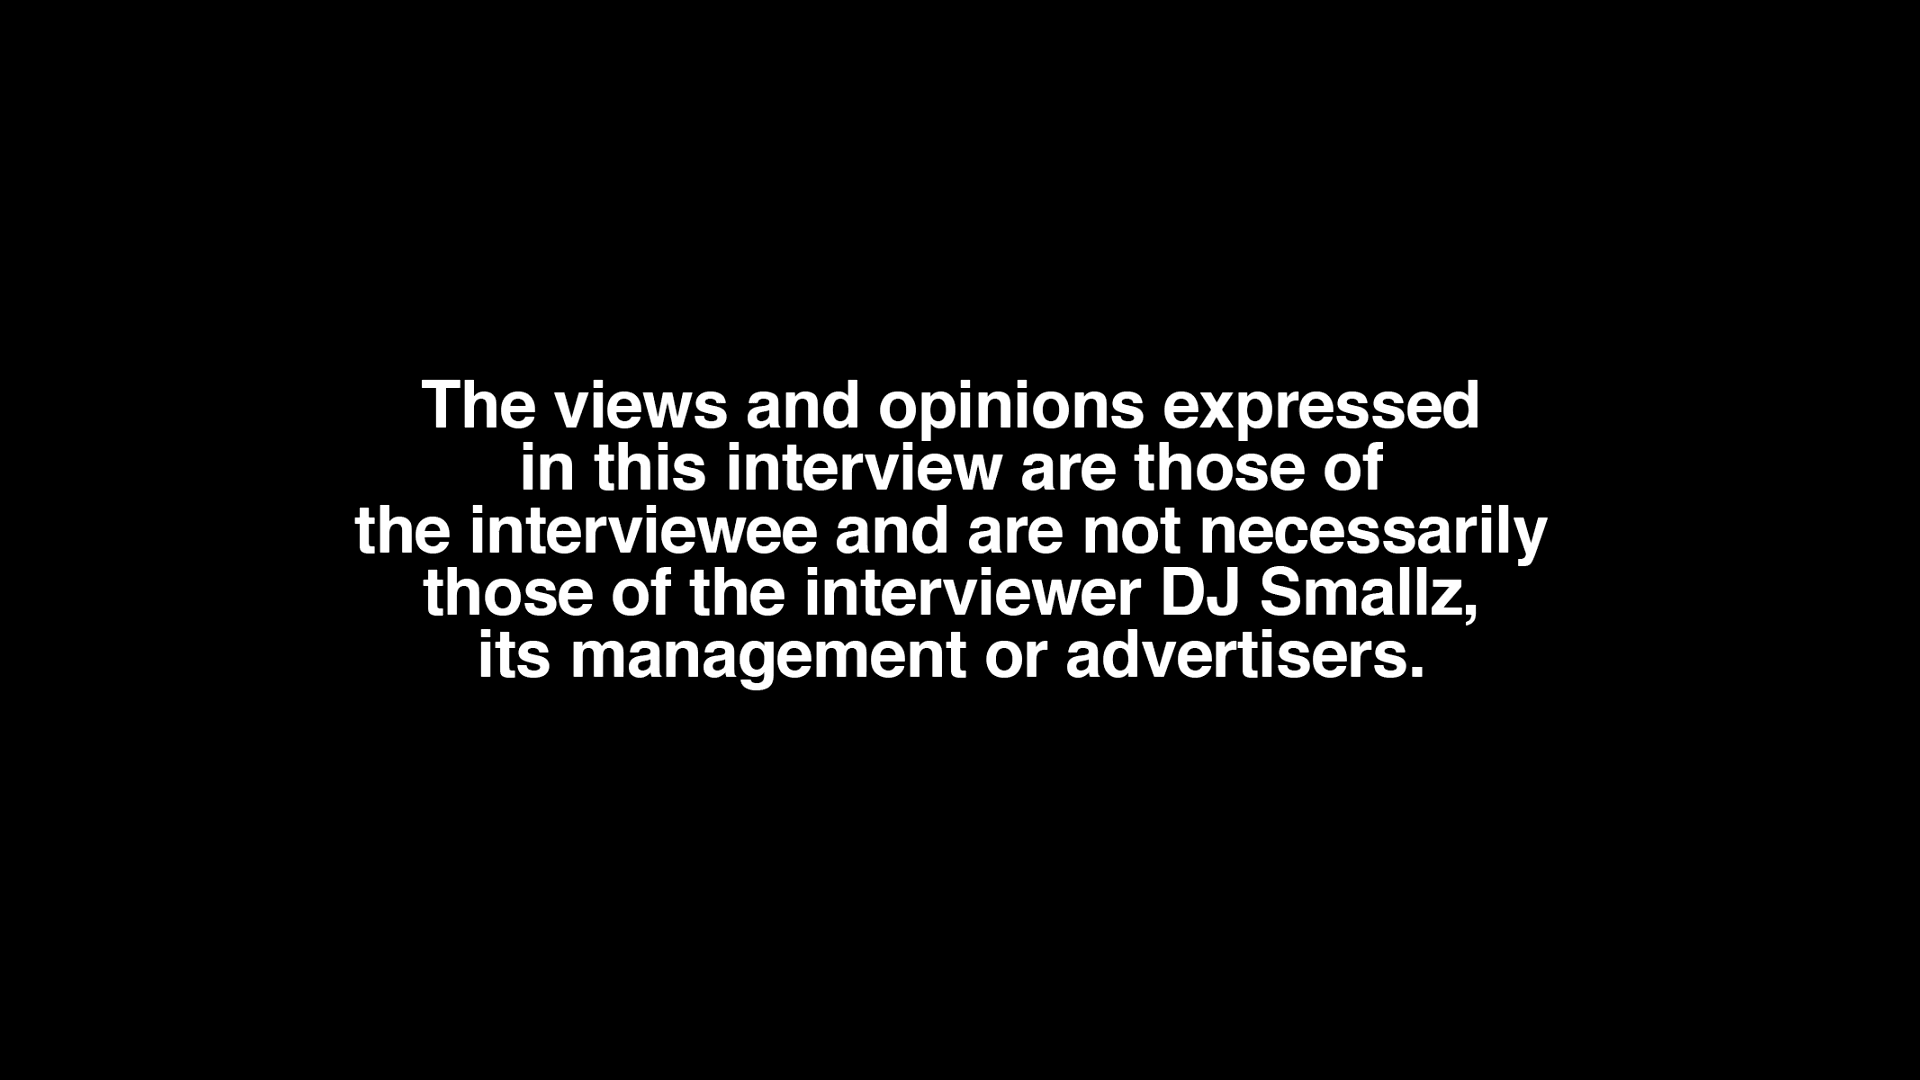 The views and opinions expressed
in this interview are those of
the interviewee and are not necessarily
those of the interviewer DJ Smallz,
its management or advertisers.